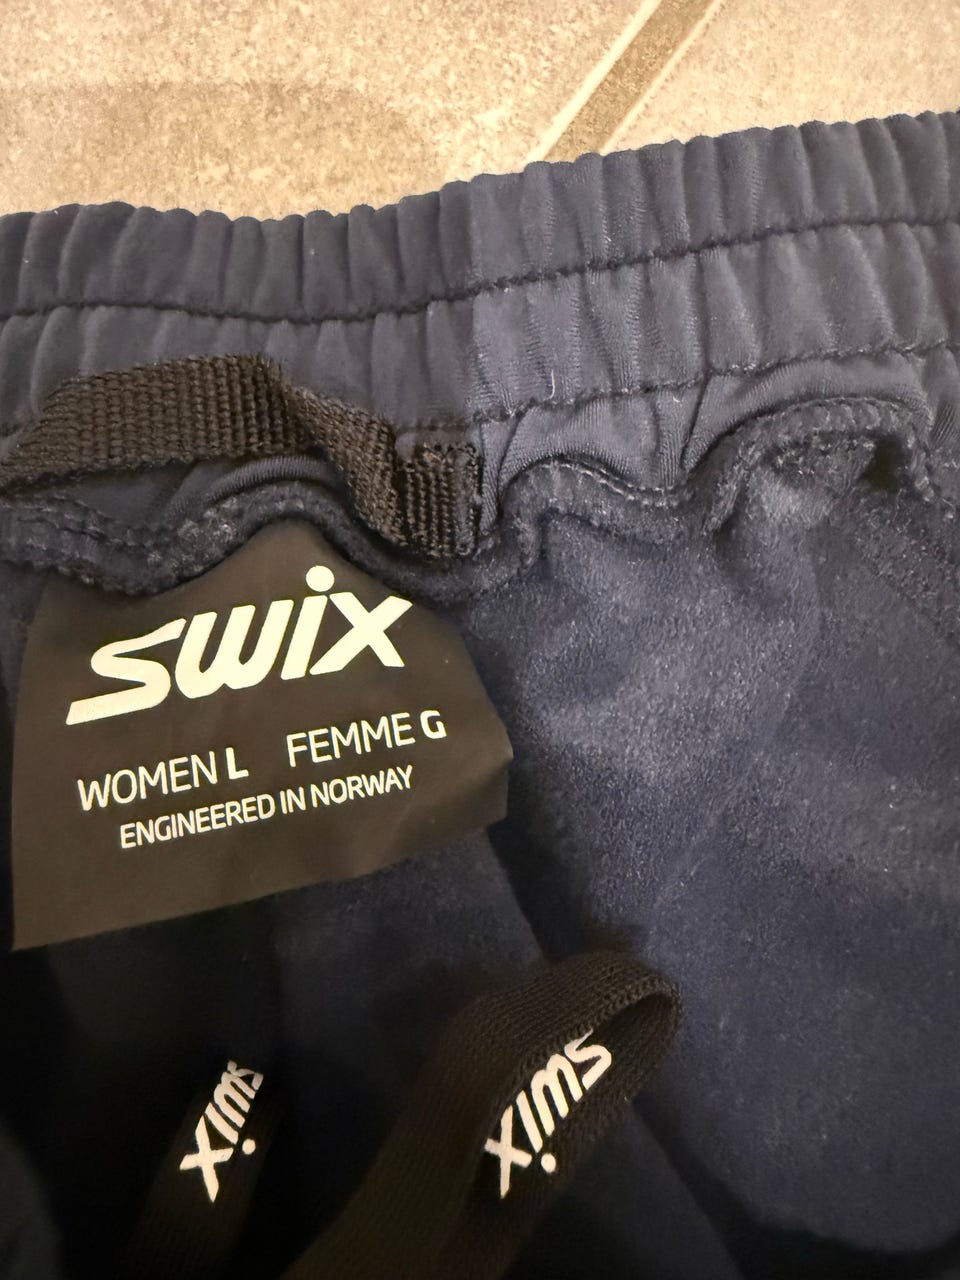 swix
WOMEN L FEMME G
ENGINEERED IN NORWAY
swix
swix